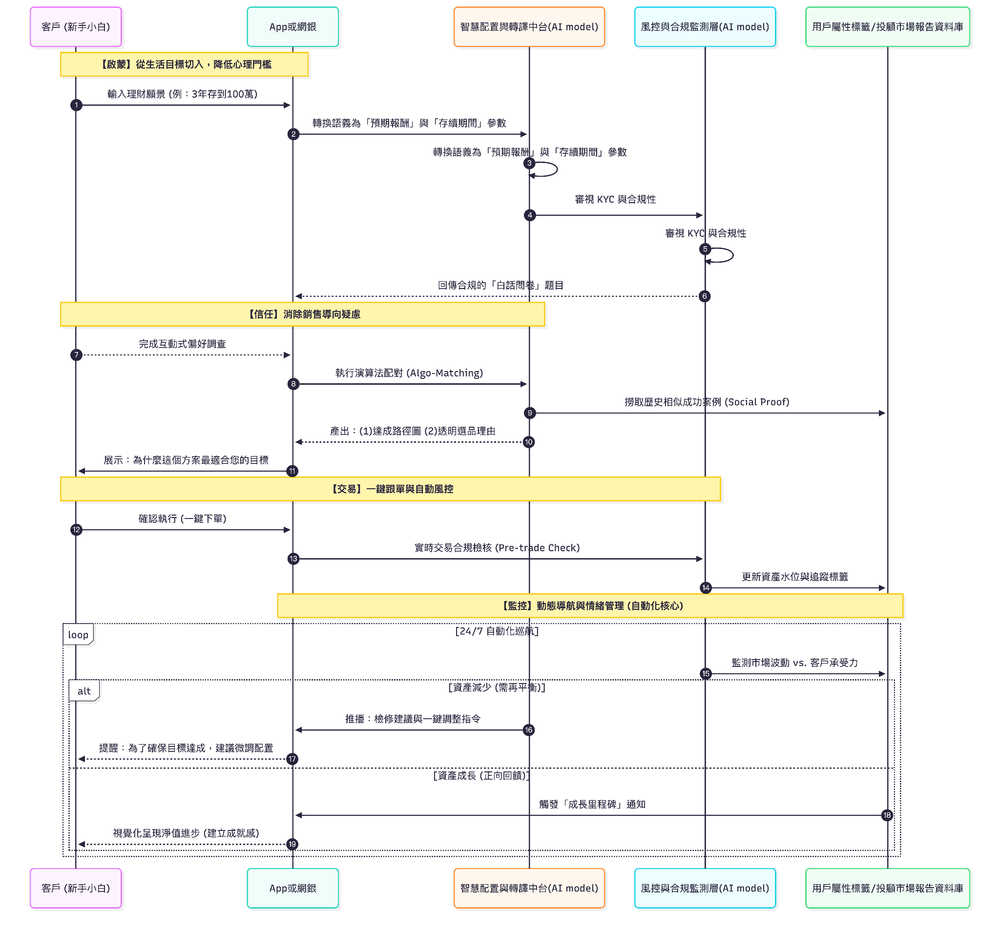 客戶 (新手小白)
App或網銀
智慧配置與轉譯中台(AI model)
風控與合規監測層(AI model)
用戶屬性標籤/投顧市場報告資料庫
【啟蒙】從生活目標切入，降低心理門檻
輸入理財願景 (例：3年存到100萬)
1
轉換語義為「預期報酬」與「存續期間」參數
2
轉換語義為「預期報酬」與「存續期間」參數
3
審視 KYC 與合規性
4
審視 KYC 與合規性
5
回傳合規的「白話問卷」題目
6
【信任】消除銷售導向疑慮
完成互動式偏好調查
7
執行演算法配對 (Algo-Matching)
8
撈取歷史相似成功案例 (Social Proof)
9
產出：(1)達成路徑圖 (2)透明選品理由
10
展示：為什麼這個方案最適合您的目標
11
【交易】一鍵跟單與自動風控
確認執行 (一鍵下單)
12
實時交易合規檢核 (Pre-trade Check)
13
更新資產水位與追蹤標籤
14
【監控】動態導航與情緒管理 (自動化核心)
loop
[24/7 自動化巡航]
監測市場波動 vs. 客戶承受力
15
alt
[資產減少 (需再平衡)]
推播：檢修建議與一鍵調整指令
16
提醒：為了確保目標達成，建議微調配置
17
[資產成長 (正向回饋)]
觸發「成長里程碑」通知
18
視覺化呈現淨值進步 (建立成就感)
19
客戶 (新手小白)
App或網銀
智慧配置與轉譯中台(AI model)
風控與合規監測層(AI model)
用戶屬性標籤/投顧市場報告資料庫